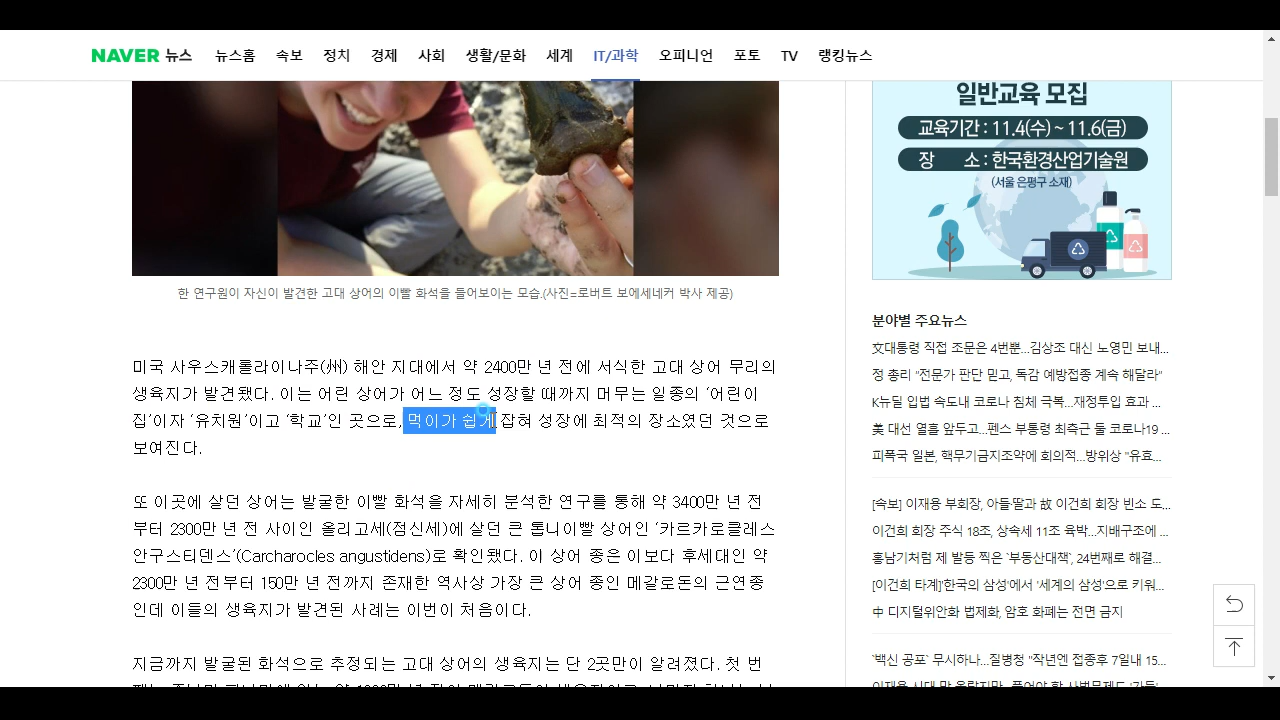 NAVER 뉴스 뉴스홈 속보 정치 경제 사회 생활/문화 세계 IT/과학 오피니언 포토 TV 랭킹뉴스
한 연구원이 자신이 발견한 고대 상어의 이빨 화석을 들어보이는 모습.(사진=로버트 보에세네커 박사 제공)
미국 사우스캐롤라이나주(州) 해안 지대에서 약 2400만 년 전에 서식한 고대 상어 무리의
생육지가 발견됐다. 이는 어린 상어가 어느 정도 성장할 때까지 머무는 일종의 ‘어린이
집’이자 ‘유치원’이고 ‘학교’인 곳으로, 먹이가 쉽게 잡혀 성장에 최적의 장소였던 것으로
보여진다.
또 이곳에 살던 상어는 발굴한 이빨 화석을 자세히 분석한 연구를 통해 약 3400만 년 전
부터 2300만 년 전 사이인 올리고세(점신세)에 살던 큰 톱니이빨 상어인 ‘카르카로클레스
안구스티덴스’(Carcharocles angustidens)로 확인됐다. 이 상어 종은 이보다 후세대인 약
2300만 년 전부터 150만 년 전까지 존재한 역사상 가장 큰 상어 종인 메갈로돈의 근연종
인데 이들의 생육지가 발견된 사례는 이번이 처음이다.
지금까지 발굴된 화석으로 추정되는 고대 상어의 생육지는 단 2곳만이 알려졌다. 첫 번
일반교육 모집
교육기간 : 11.4(수) ~ 11.6(금)
장 소 : 한국환경산업기술원
(서울 은평구 소재)
분야별 주요뉴스
文대통령 직접 조문은 4번뿐...김상조 대신 노영민 보내...
정 총리 "전문가 판단 믿고, 독감 예방접종 계속 해달라"
K뉴딜 입법 속도내 코로나 침체 극복...재정투입 효과 ...
美 대선 열흘 앞두고...펜스 부통령 최측근 둘 코로나19 ...
피폭국 일본, 핵무기금지조약에 회의적...방위상 "유효...
[속보] 이재용 부회장, 아들·딸과 故 이건희 회장 빈소 도...
이건희 회장 주식 18조, 상속세 11조 육박...지배구조에 ...
홍남기처럼 제 발등 찍은 `부동산대책`, 24번째로 해결...
[이건희 타계]'한국의 삼성'에서 '세계의 삼성'으로 키워...
中 디지털위안화 법제화, 암호 화폐는 전면 금지
`백신 공포` 무시하나...질병청 "작년엔 접종후 7일내 15...